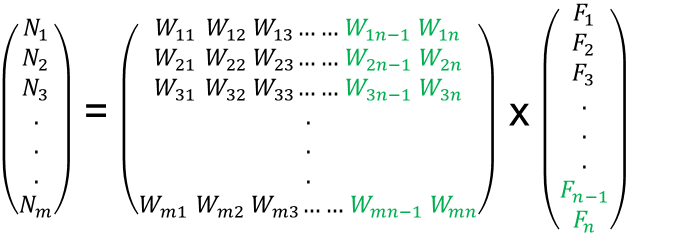 N₁ = W₁₁ W₁₂ W₁₃ ... ... W₁ₙ₋₁ W₁ₙ x F₁
N₂ W₂₁ W₂₂ W₂₃ ... ... W₂ₙ₋₁ W₂ₙ F₂
N₃ W₃₁ W₃₂ W₃₃ ... ... W₃ₙ₋₁ W₃ₙ F₃
. . .
. . .
. . .
Nₘ Wₘ₁ Wₘ₂ Wₘ₃ ... ... Wₘₙ₋₁ Wₘₙ Fₙ₋₁
Fₙ